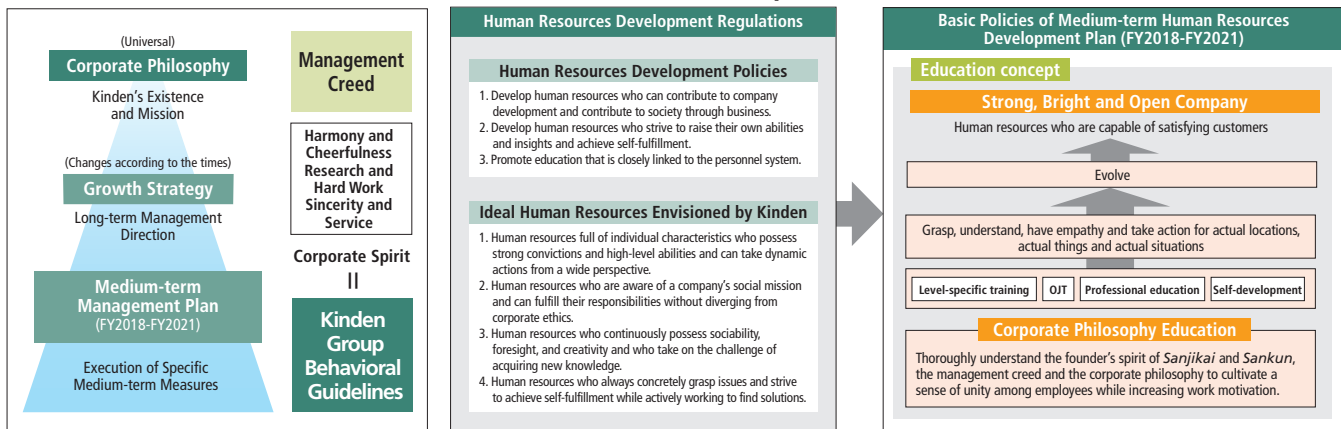 (Universal)
Corporate Philosophy
Kinden's Existence
and Mission
(Changes according to the times)
Growth Strategy
Long-term Management
Direction
Medium-term
Management Plan
(FY2018-FY2021)
Execution of Specific
Medium-term Measures
Management
Creed
Harmony and
Cheerfulness
Research and
Hard Work
Sincerity and
Service
Corporate Spirit
=
Kinden
Group
Behavioral
Guidelines
Human Resources Development Regulations
Human Resources Development Policies
1. Develop human resources who can contribute to company
development and contribute to society through business.
2. Develop human resources who strive to raise their own abilities
and insights and achieve self-fulfillment.
3. Promote education that is closely linked to the personnel system.
Ideal Human Resources Envisioned by Kinden
1. Human resources full of individual characteristics who possess
strong convictions and high-level abilities and can take dynamic
actions from a wide perspective.
2. Human resources who are aware of a company's social mission
and can fulfill their responsibilities without diverging from
corporate ethics.
3. Human resources who continuously possess sociability,
foresight, and creativity and who take on the challenge of
acquiring new knowledge.
4. Human resources who always concretely grasp issues and strive
to achieve self-fulfillment while actively working to find solutions.
Basic Policies of Medium-term Human Resources
Development Plan (FY2018-FY2021)
Education concept
Strong, Bright and Open Company
Human resources who are capable of satisfying customers
Evolve
Grasp, understand, have empathy and take action for actual locations,
actual things and actual situations
Level-specific training OJT Professional education Self-development
Corporate Philosophy Education
Thoroughly understand the founder's spirit of Sanjikai and Sankun,
the management creed and the corporate philosophy to cultivate a
sense of unity among employees while increasing work motivation.